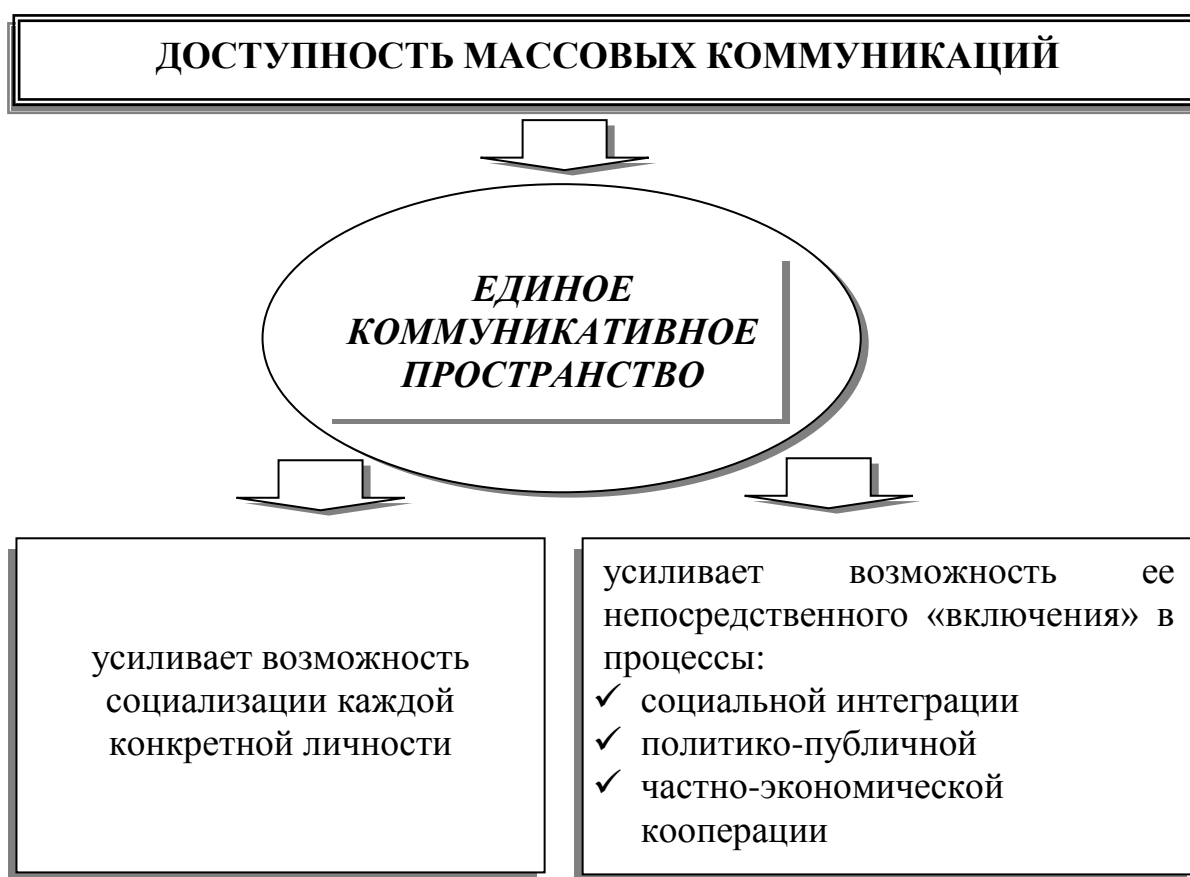 ДОСТУПНОСТЬ МАССОВЫХ КОММУНИКАЦИЙ
ЕДИНОЕ
КОММУНИКАТИВНОЕ
ПРОСТРАНСТВО
усиливает возможность
социализации каждой
конкретной личности
усиливает возможность ее
непосредственного «включения» в
процессы:
✓ социальной интеграции
✓ политико-публичной
✓ частно-экономической
кооперации